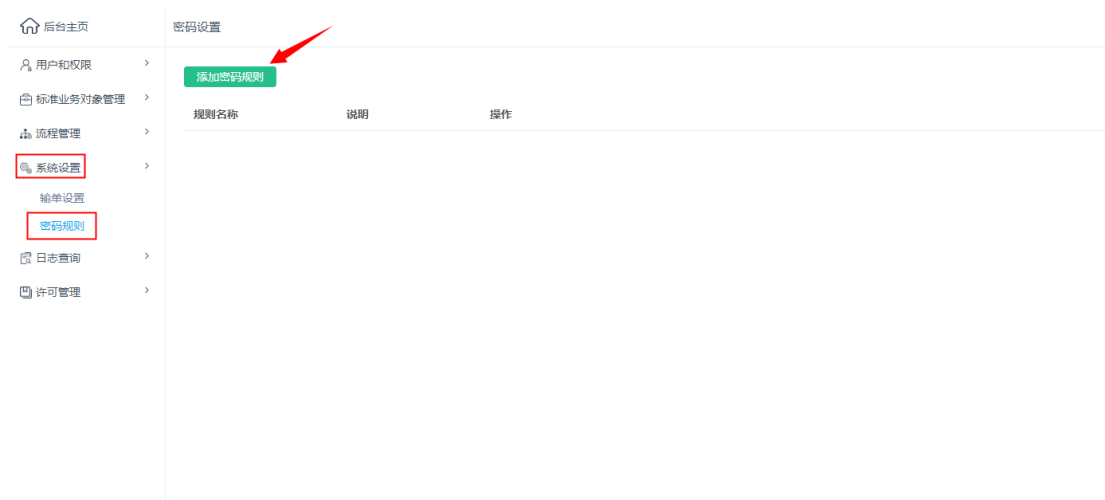 后台主页
密码设置
用户和权限
标准业务对象管理
流程管理
系统设置
输单设置
密码规则
日志查询
许可管理
添加密码规则
规则名称 说明 操作